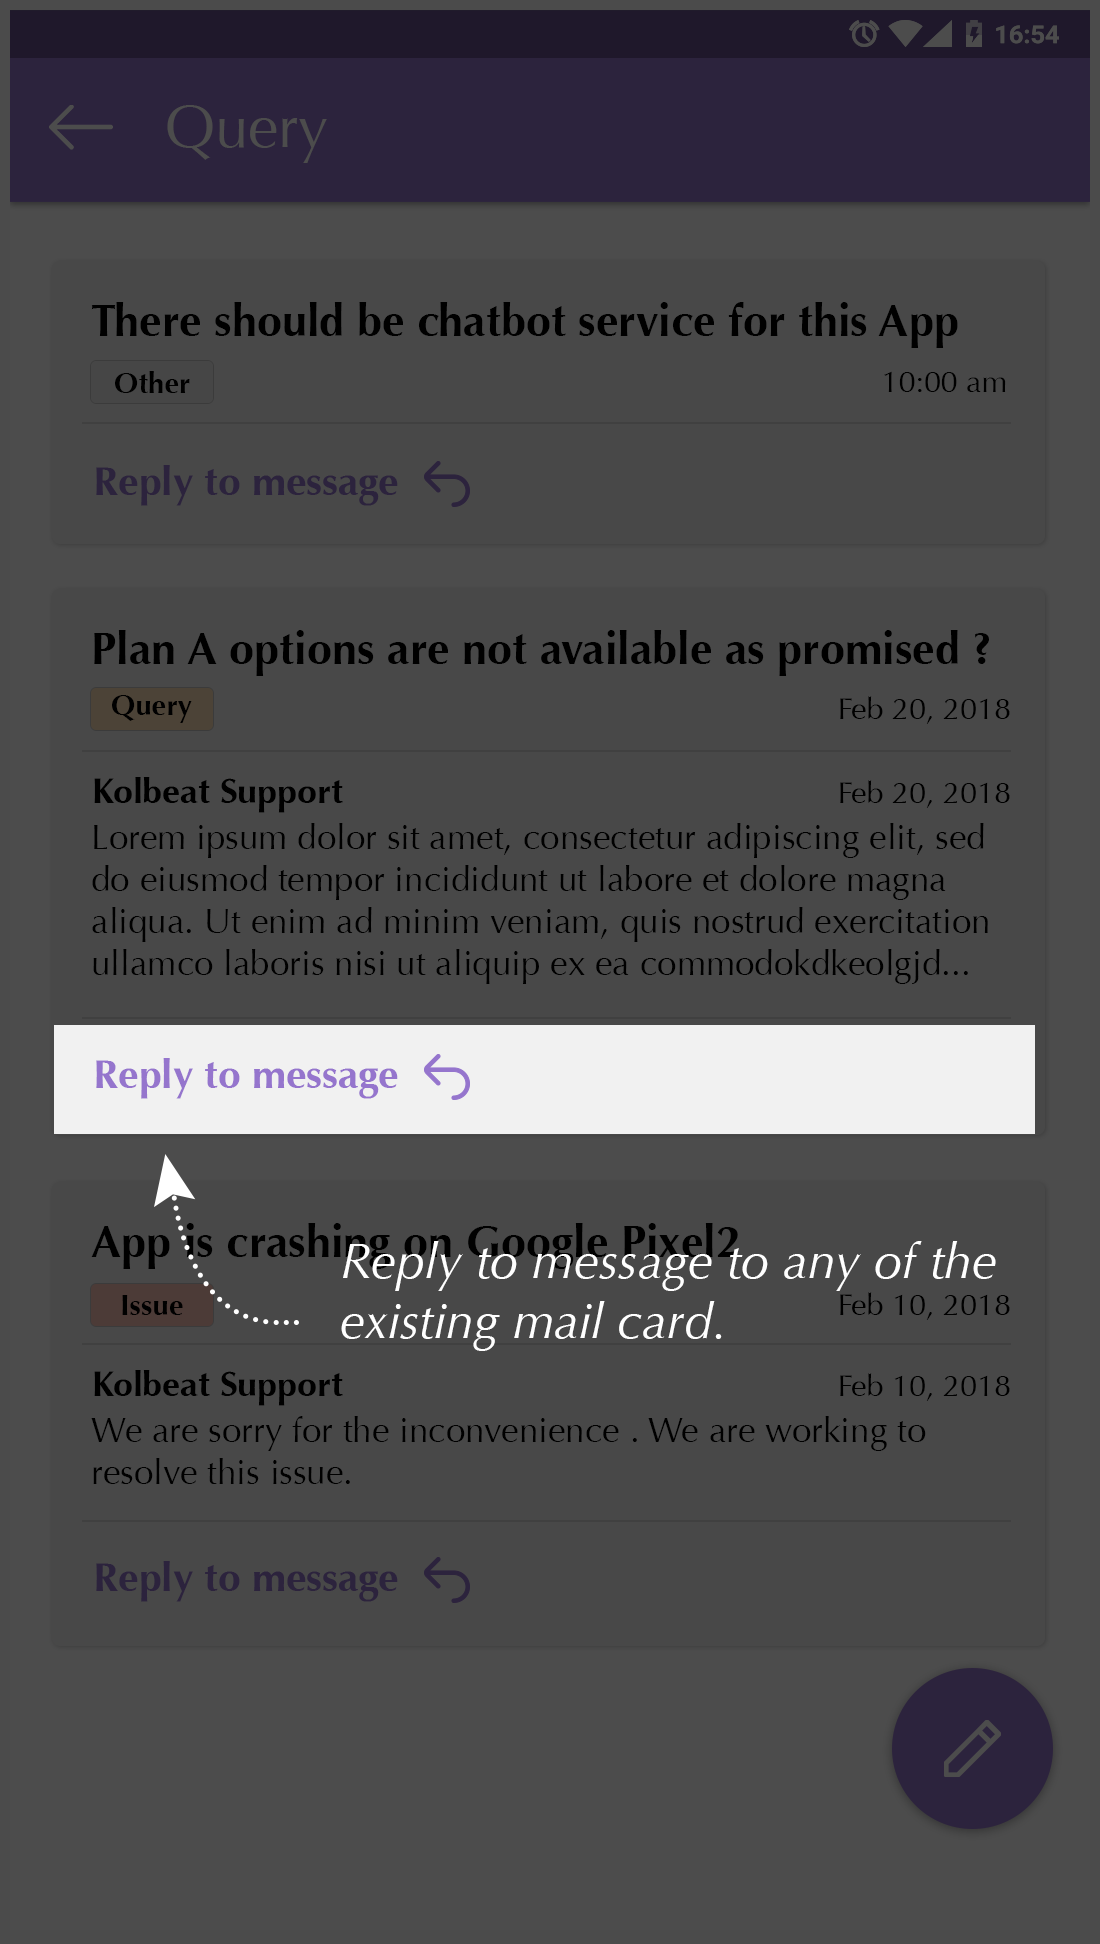 16:54
Query
There should be chatbot service for this App
Other
10:00 am
Reply to message
Plan A options are not available as promised ?
Query
Feb 20, 2018
Kolbeat Support
Feb 20, 2018
Lorem ipsum dolor sit amet, consectetur adipiscing elit, sed
do eiusmod tempor incididunt ut labore et dolore magna
aliqua. Ut enim ad minim veniam, quis nostrud exercitation
ullamco laboris nisi ut aliquip ex ea commodokdkeolgjd...
Reply to message
App is crashing on Google Pixel2
Reply to message to any of the
existing mail card.
Issue
Feb 10, 2018
Kolbeat Support
Feb 10, 2018
We are sorry for the inconvenience . We are working to
resolve this issue.
Reply to message